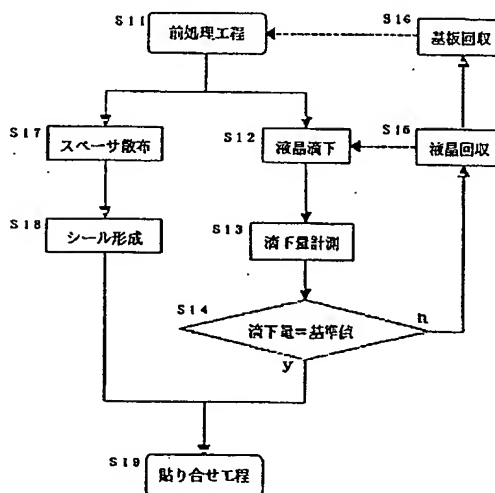 S11
前処理工程
S16
基板回収
S17
スペーサ散布
S12
液晶滴下
S15
液晶回収
S18
シール形成
S13
滴下量計測
S14
滴下量=基準値
n
y
S19
貼り合せ工程